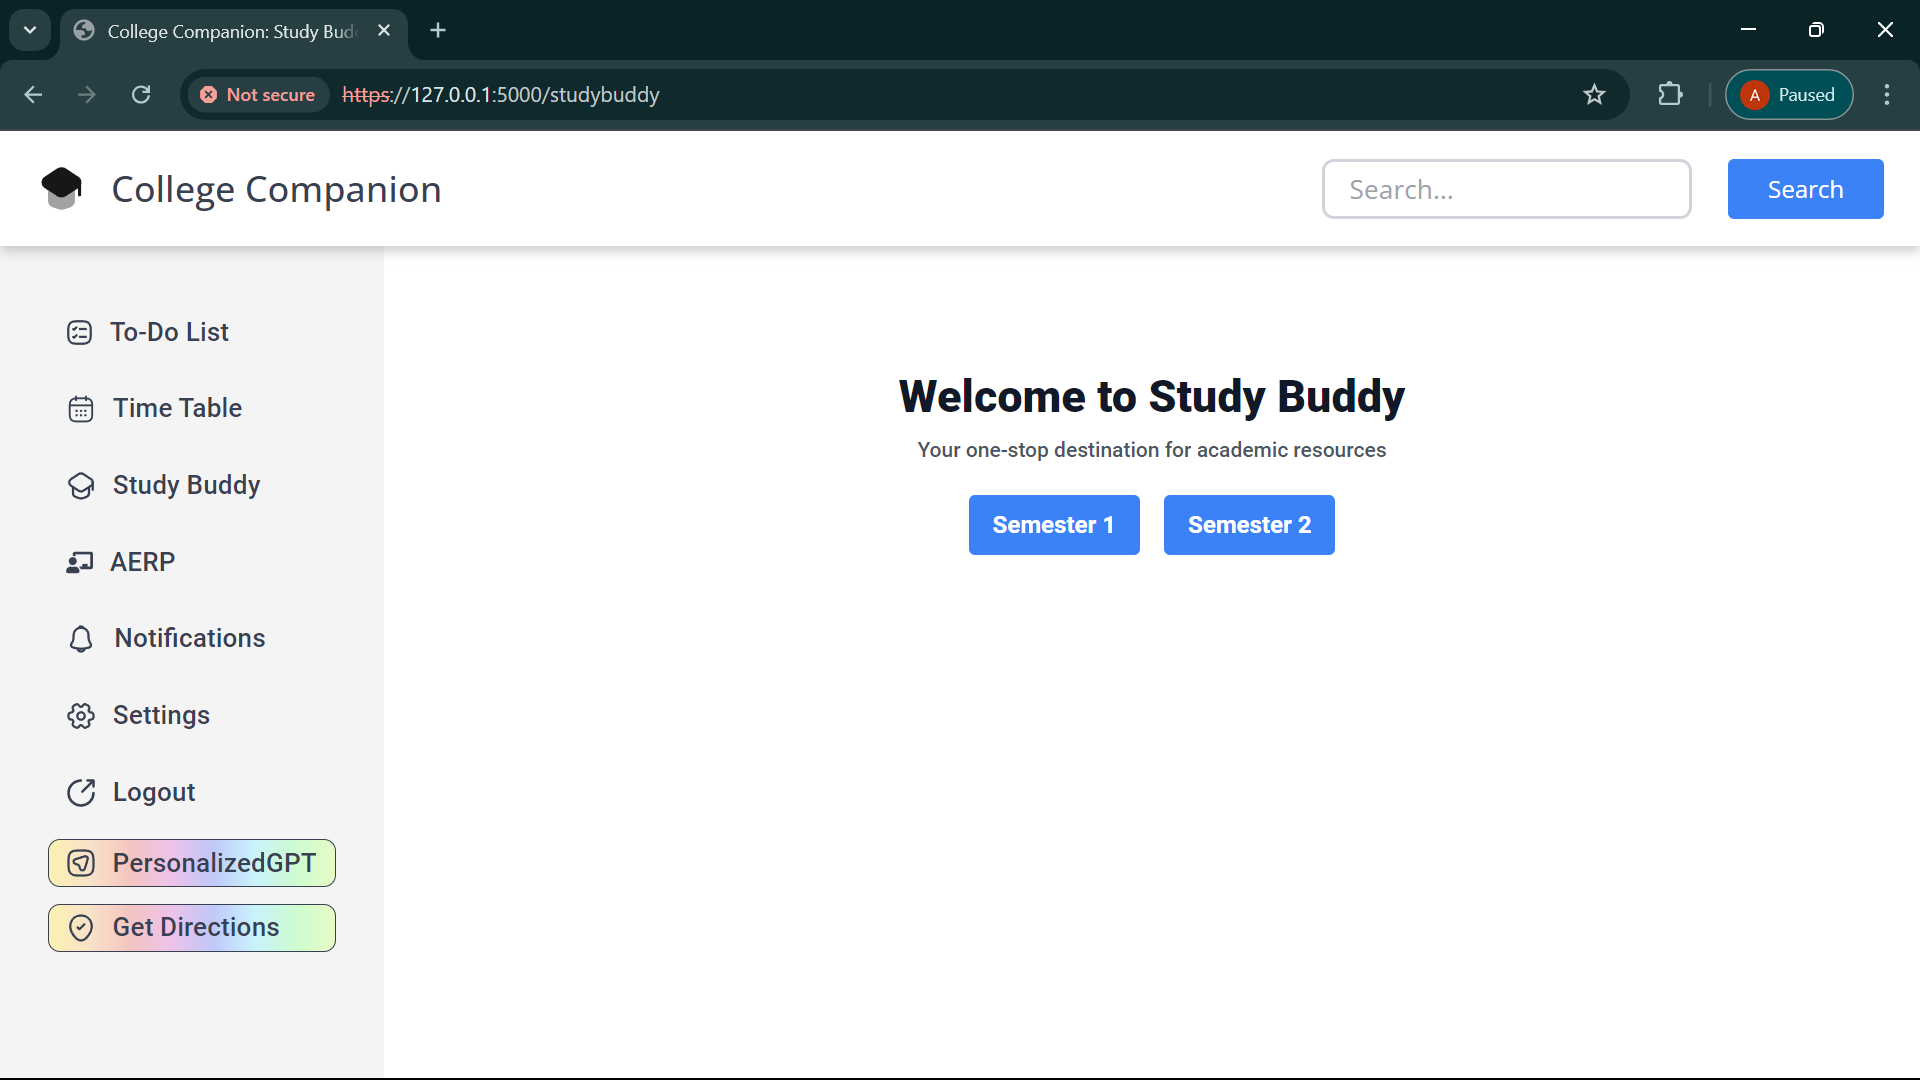 College Companion: Study Bud
Not secure
https://127.0.0.1:5000/studybuddy
A
Paused
College Companion
Search...
Search
To-Do List
Time Table
Study Buddy
AERP
Notifications
Settings
Logout
PersonalizedGPT
Get Directions
Welcome to Study Buddy
Your one-stop destination for academic resources
Semester 1
Semester 2